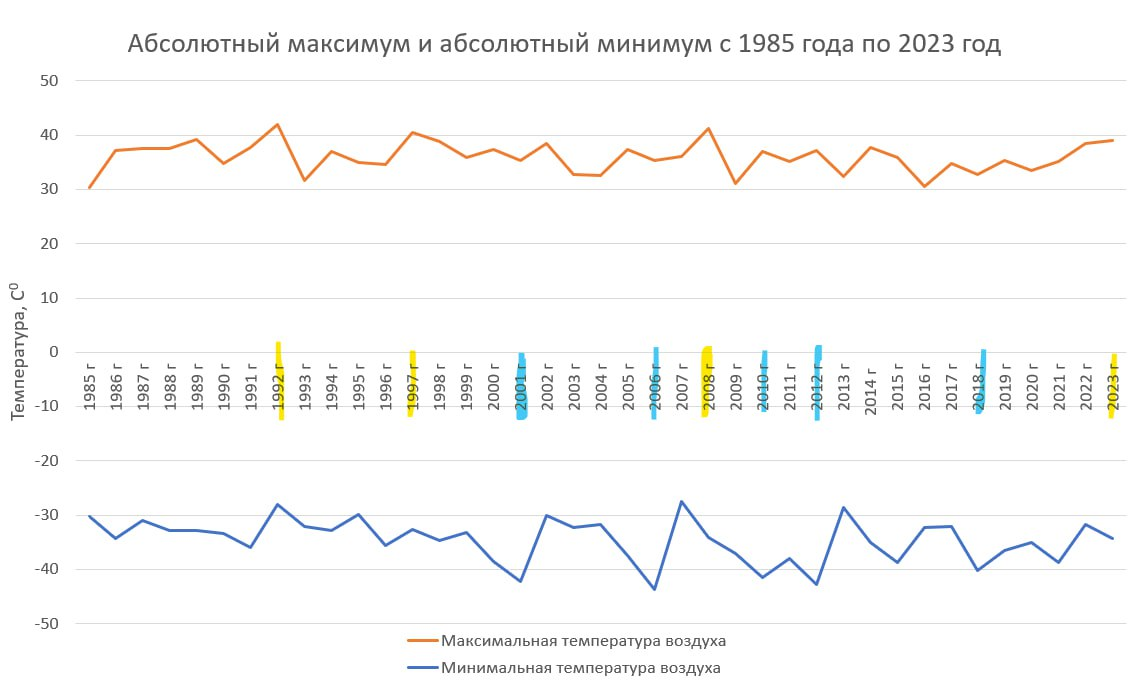 Абсолютный максимум и абсолютный минимум с 1985 года по 2023 год
Температура, С⁰
50
40
30
20
10
0
-10
-20
-30
-40
-50
1985 г
1986 г
1987 г
1988 г
1989 г
1990 г
1991 г
1992 г
1993 г
1994 г
1995 г
1996 г
1997 г
1998 г
1999 г
2000 г
2001 г
2002 г
2003 г
2004 г
2005 г
2006 г
2007 г
2008 г
2009 г
2010 г
2011 г
2012 г
2013 г
2014 г
2015 г
2016 г
2017 г
2018 г
2019 г
2020 г
2021 г
2022 г
2023 г
Максимальная температура воздуха
Минимальная температура воздуха